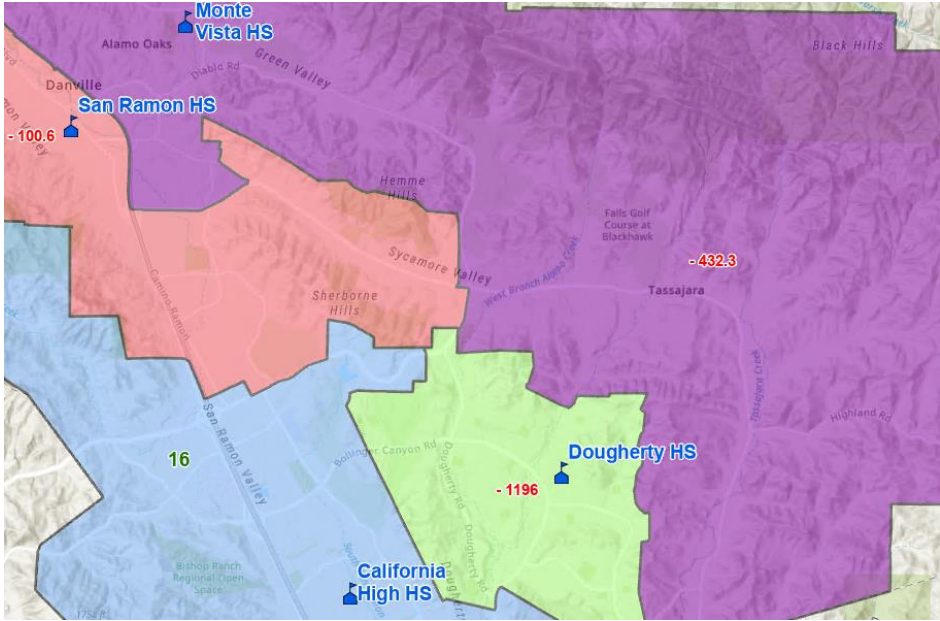 Monte
Vista HS
Alamo Oaks
Black Hills
Diablo Rd
Green Valley
Danville
San Ramon HS
- 100.6
Hemme
Hills
Falls Golf
Course at
Blackhawk
Sycamore Valley
West Branch Alamo Creek
- 432.3
Tassajara
Camino Ramon
Sherborne
Hills
Tassajara Creek
Highland Rd
San Ramon Valley
16
Bollinger Canyon Rd
Dougherty Rd
Dougherty HS
- 1196
Dougherty Rd
Bishop Ranch
Regional Open
Space
California
High HS